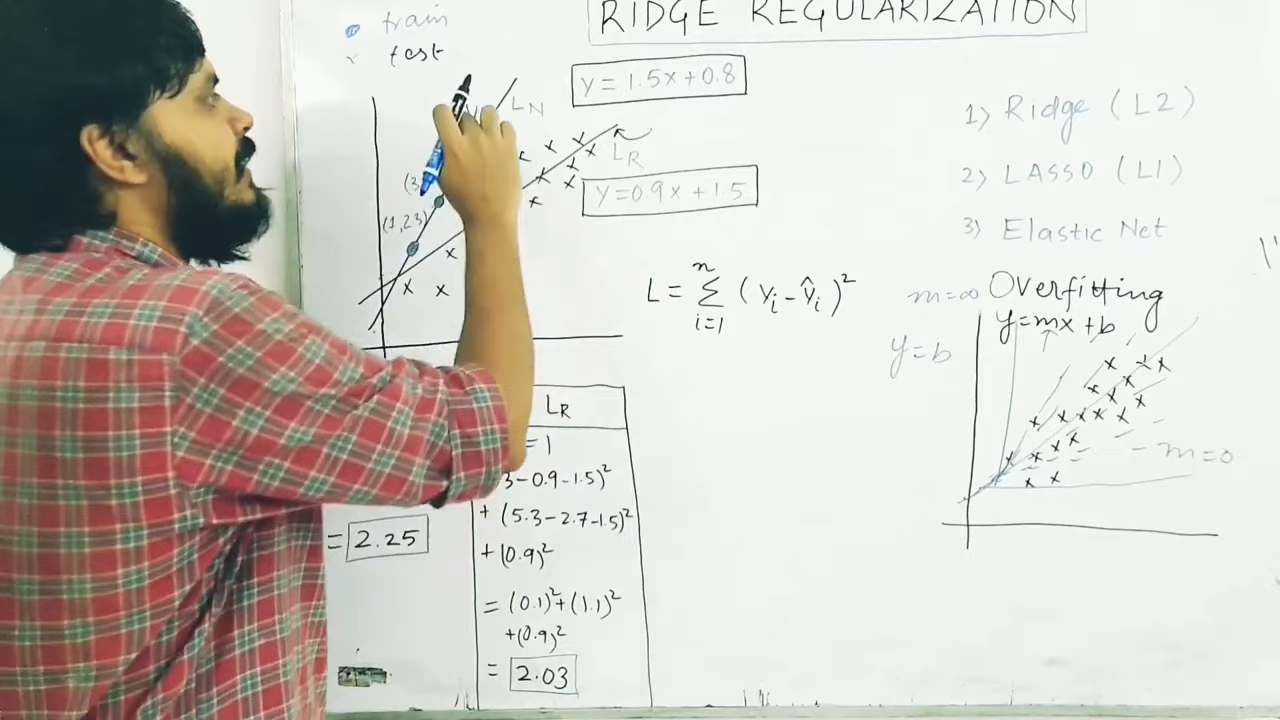 RIDGE REGULARIZATION
train
test
y = 1.5x + 0.8
L_N
L_R
y = 0.9x + 1.5
(3
(1, 2.3)
1) Ridge (L2)
2) LASSO (L1)
3) Elastic Net
L = Σ_{i=1}^{n} (y_i - ŷ_i)²
m=∞ Overfitting
y = mx + b
y = b
m=0
L_R
= 1
3 - 0.9 - 1.5)²
+ (5.3 - 2.7 - 1.5)²
+ (0.9)²
= (0.1)² + (1.1)²
+ (0.9)²
= 2.03
= 2.25